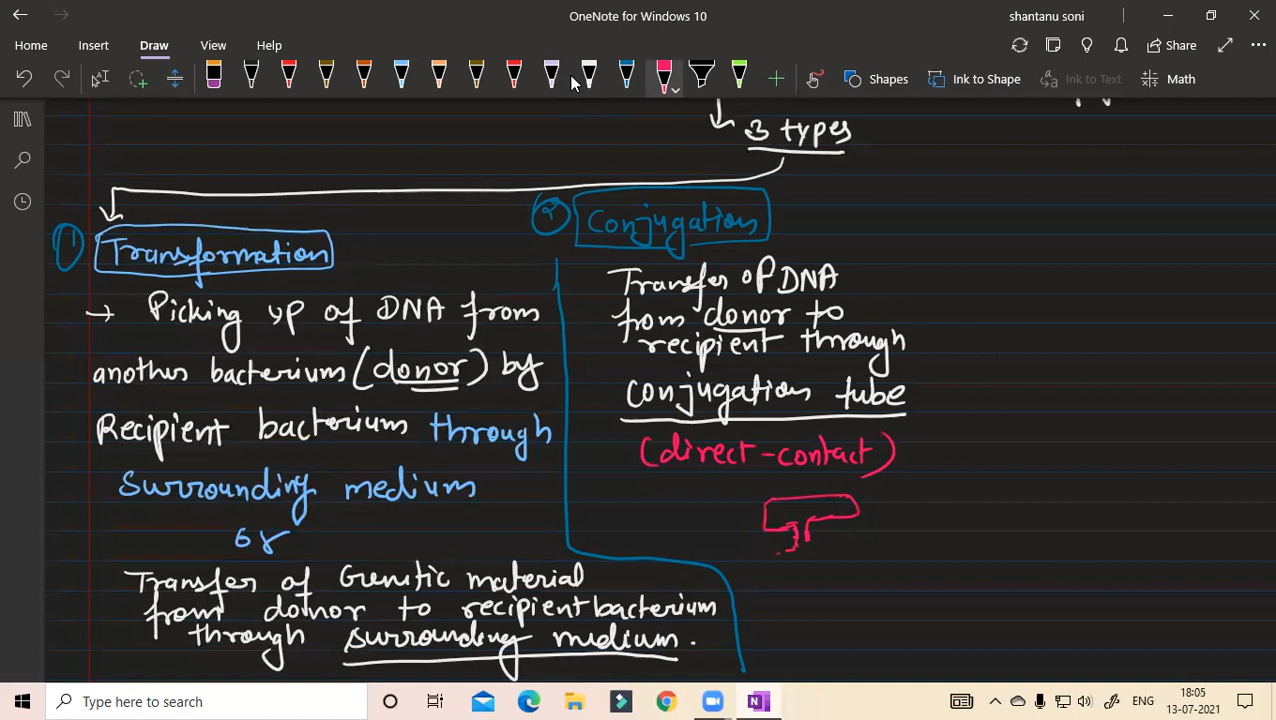 OneNote for Windows 10
shantanu soni
Home Insert Draw View Help
Share
Shapes
Ink to Shape
Ink to Text
Math
3 types
① Transformation
→ Picking up of DNA from
another bacterium (donor) by
Recipient bacterium through
Surrounding medium
or
Transfer of Genitic material
from donor to recipient bacterium
through surrounding medium.
② Conjugation
Transfer of DNA
from donor to
recipient through
conjugation tube
(direct-contact)
Type here to search
ENG
18:05
13-07-2021